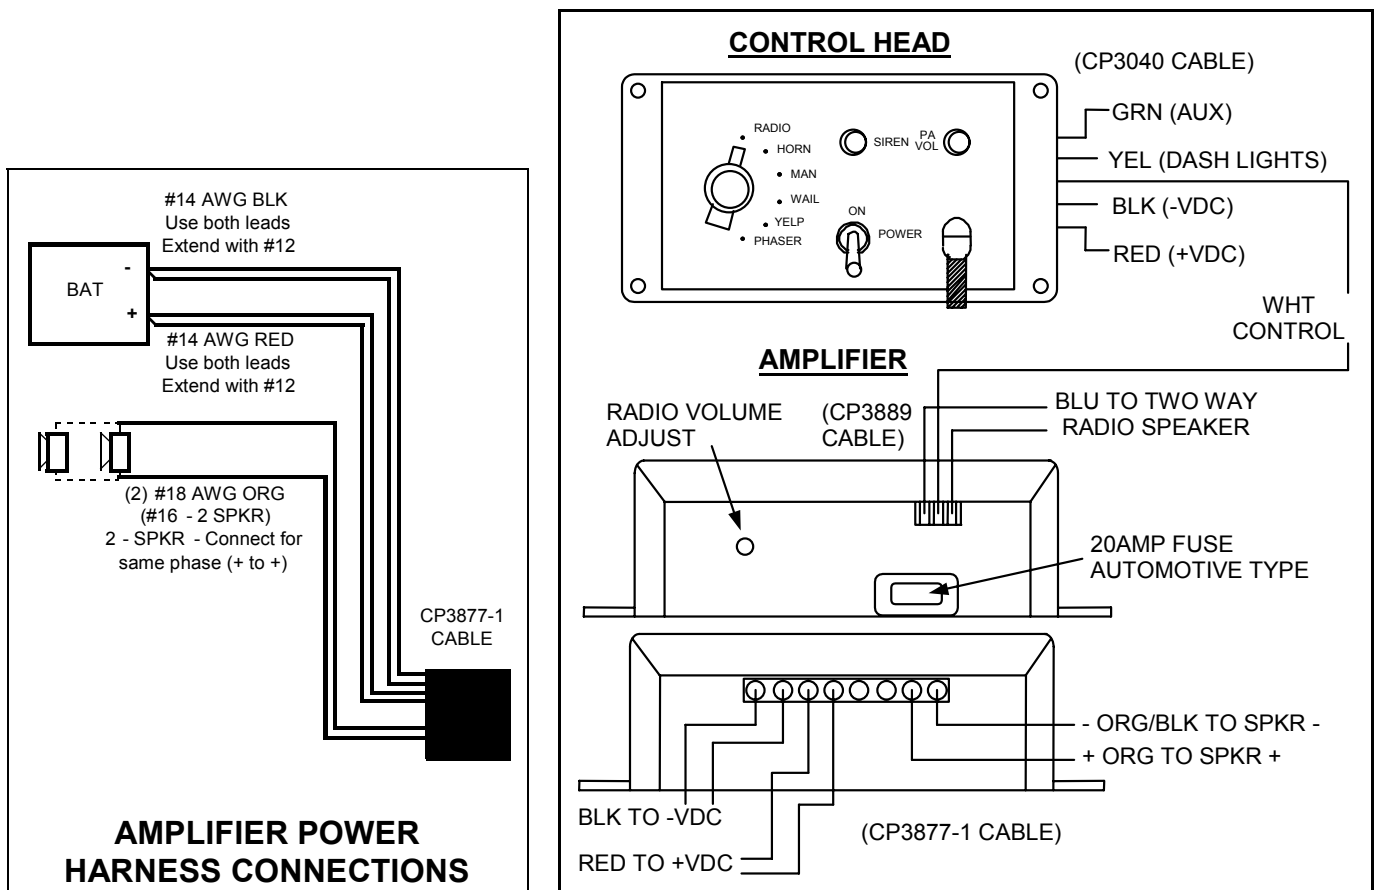 #14 AWG BLK
Use both leads
Extend with #12
-
BAT
+
#14 AWG RED
Use both leads
Extend with #12
(2) #18 AWG ORG
(#16 - 2 SPKR)
2 - SPKR - Connect for
same phase (+ to +)
CP3877-1
CABLE
AMPLIFIER POWER
HARNESS CONNECTIONS
CONTROL HEAD
(CP3040 CABLE)
RADIO
HORN
MAN
WAIL
YELP
PHASER
SIREN
PA
VOL
ON
POWER
GRN (AUX)
YEL (DASH LIGHTS)
BLK (-VDC)
RED (+VDC)
WHT
CONTROL
AMPLIFIER
RADIO VOLUME
ADJUST
(CP3889
CABLE)
BLU TO TWO WAY
RADIO SPEAKER
20AMP FUSE
AUTOMOTIVE TYPE
- ORG/BLK TO SPKR -
+ ORG TO SPKR +
BLK TO -VDC
RED TO +VDC
(CP3877-1 CABLE)